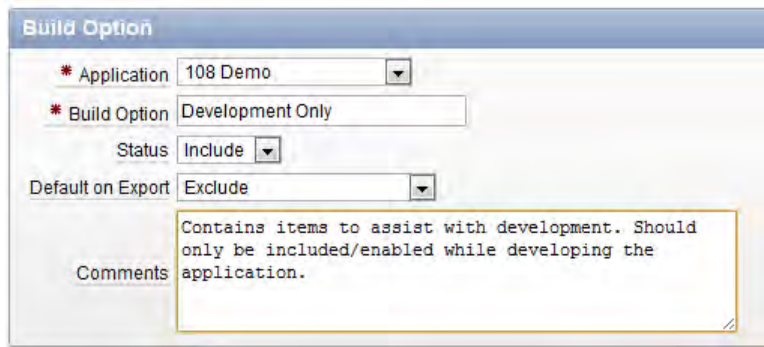 Build Option
* Application 108 Demo
* Build Option Development Only
Status Include
Default on Export Exclude
Contains items to assist with development. Should
only be included/enabled while developing the
Comments application.